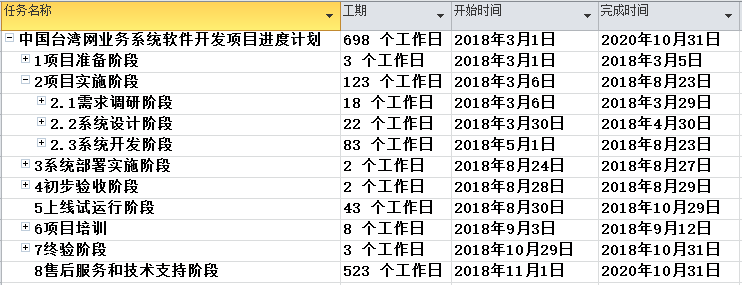 任务名称 工期 开始时间 完成时间
中国台湾网业务系统软件开发项目进度计划 698 个工作日 2018年3月1日 2020年10月31日
1项目准备阶段 3 个工作日 2018年3月1日 2018年3月5日
2项目实施阶段 123 个工作日 2018年3月6日 2018年8月23日
2.1需求调研阶段 18 个工作日 2018年3月6日 2018年3月29日
2.2系统设计阶段 22 个工作日 2018年3月30日 2018年4月30日
2.3系统开发阶段 83 个工作日 2018年5月1日 2018年8月23日
3系统部署实施阶段 2 个工作日 2018年8月24日 2018年8月27日
4初步验收阶段 2 个工作日 2018年8月28日 2018年8月29日
5上线试运行阶段 43 个工作日 2018年8月30日 2018年10月29日
6项目培训 8 个工作日 2018年9月3日 2018年9月12日
7终验阶段 3 个工作日 2018年10月29日 2018年10月31日
8售后服务和技术支持阶段 523 个工作日 2018年11月1日 2020年10月31日